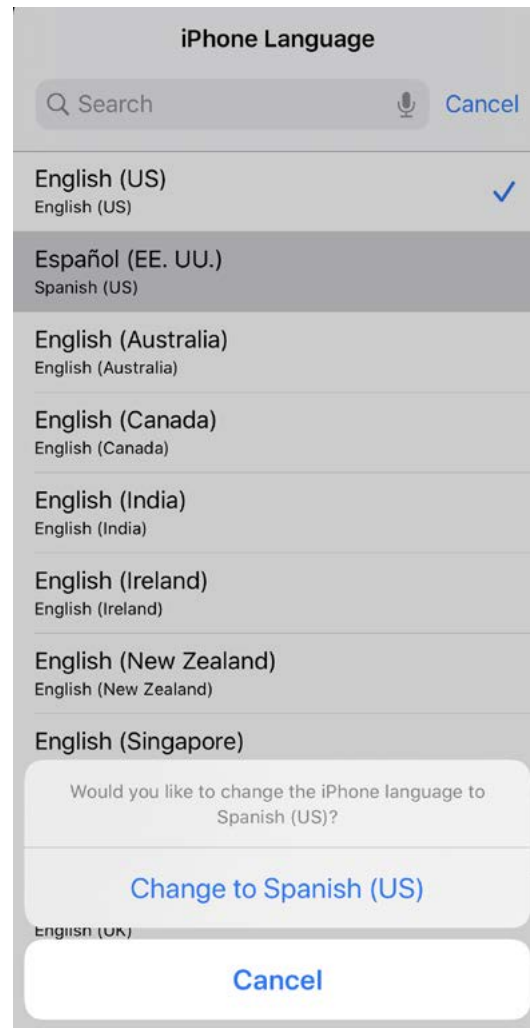 iPhone Language
Search
Cancel
English (US)
English (US)
Español (EE. UU.)
Spanish (US)
English (Australia)
English (Australia)
English (Canada)
English (Canada)
English (India)
English (India)
English (Ireland)
English (Ireland)
English (New Zealand)
English (New Zealand)
English (Singapore)
Would you like to change the iPhone language to
Spanish (US)?
Change to Spanish (US)
English (UK)
Cancel